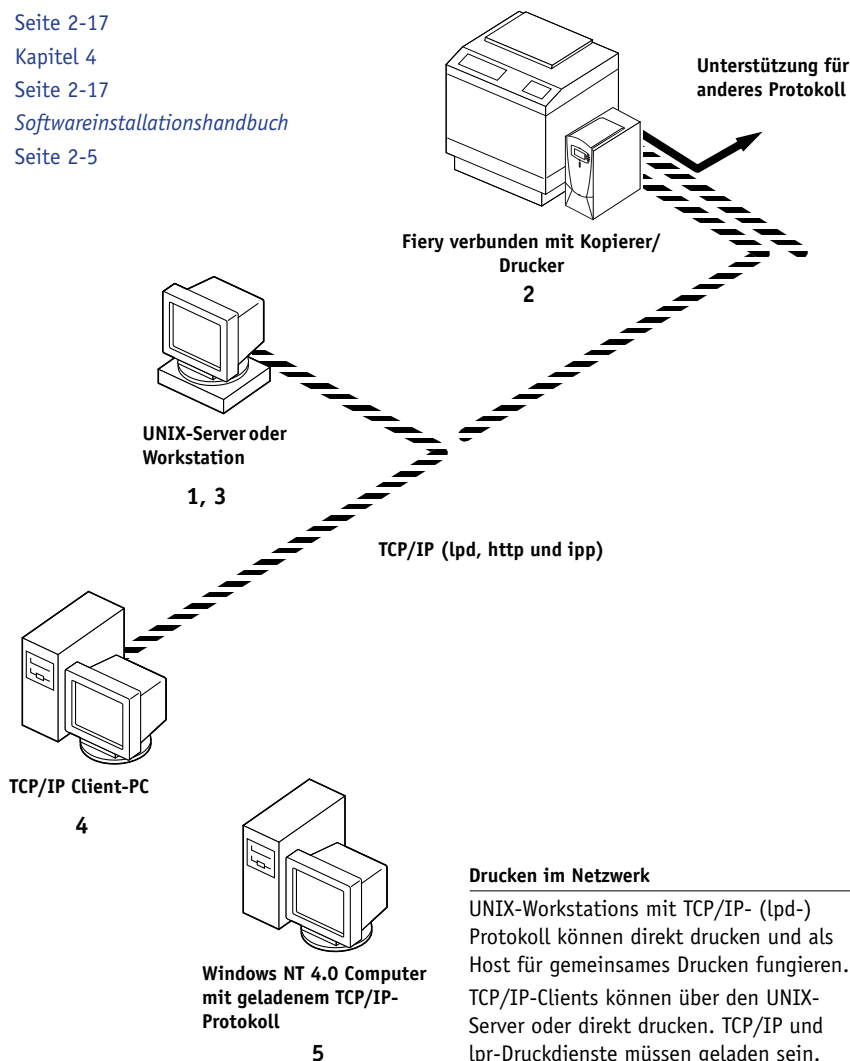 Seite 2-17
Kapitel 4
Seite 2-17
Softwareinstallationshandbuch
Seite 2-5
Unterstützung für
anderes Protokoll
Fiery verbunden mit Kopierer/
Drucker
2
UNIX-Server oder
Workstation
1, 3
TCP/IP (lpd, http und ipp)
TCP/IP Client-PC
4
Windows NT 4.0 Computer
mit geladenem TCP/IP-
Protokoll
5
Drucken im Netzwerk
UNIX-Workstations mit TCP/IP- (lpd-)
Protokoll können direkt drucken und als
Host für gemeinsames Drucken fungieren.
TCP/IP-Clients können über den UNIX-
Server oder direkt drucken. TCP/IP und
lpr-Druckdienste müssen geladen sein.